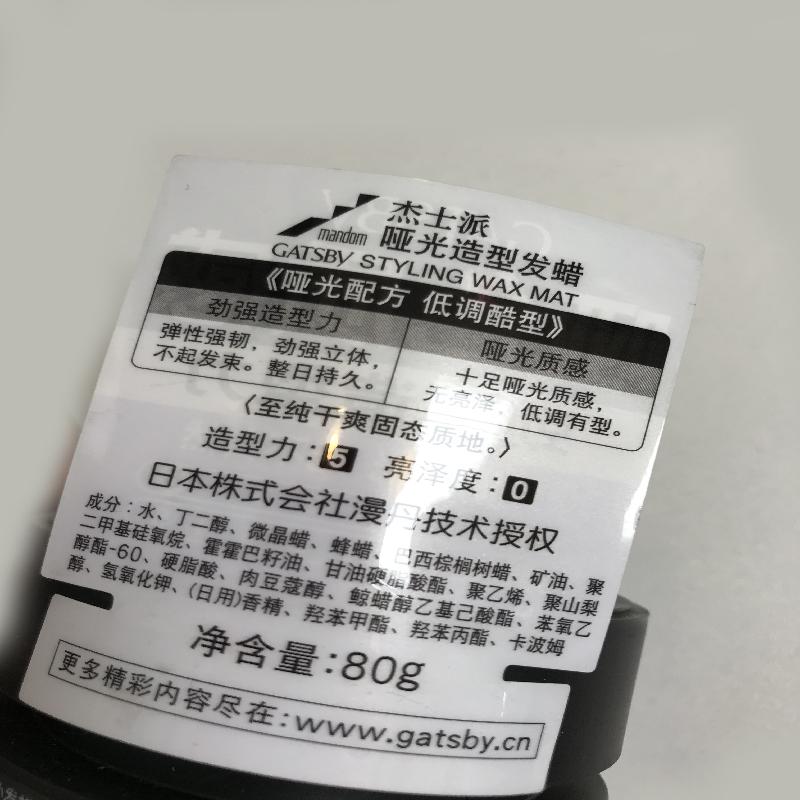 mandom
杰士派
哑光造型发蜡
GATSBY STYLING WAX MAT
《哑光配方 低调酷型》
劲强造型力
弹性强韧，劲强立体，
不起发束。整日持久。
哑光质感
十足哑光质感，
无亮泽，低调有型。
〈至纯干爽固态质地。〉
造型力：5 亮泽度：0
日本株式会社漫丹技术授权
成分：水、丁二醇、微晶蜡、蜂蜡、巴西棕榈树蜡、矿油、聚
二甲基硅氧烷、霍霍巴籽油、甘油硬脂酸酯、聚乙烯、聚山梨
醇酯-60、硬脂酸、肉豆蔻醇、鲸蜡醇乙基己酸酯、苯氧乙
醇、氢氧化钾、(日用)香精、羟苯甲酯、羟苯丙酯、卡波姆
净含量：80g
更多精彩内容尽在：www.gatsby.cn